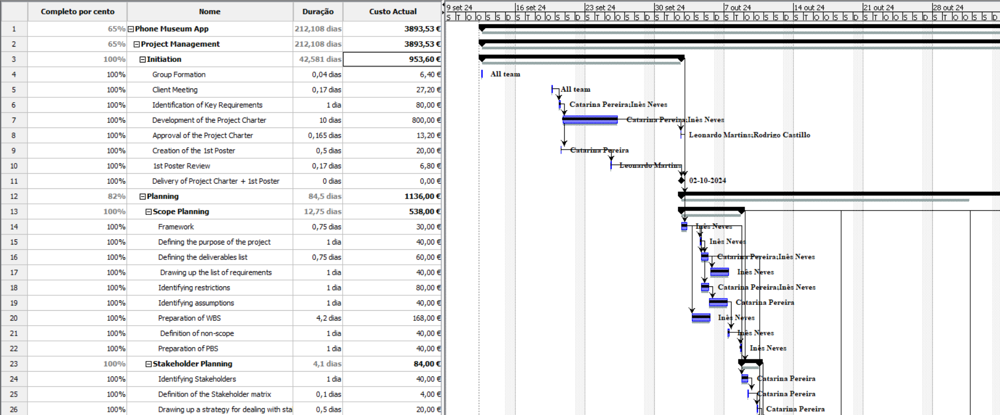 Completo por cento Nome Duração Custo Actual
9 set 24 16 set 24 23 set 24 30 set 24 7 out 24 14 out 24 21 out 24 28 out 24
S T O O S S D S T O O S S D S T O O S S D S T O O S S D S T O O S S D S T O O S S D S T O O S S D S T O O S S D
1 65% Phone Museum App 212,108 dias 3893,53 €
2 65% Project Management 212,108 dias 3893,53 €
3 100% Initiation 42,581 dias 953,60 €
4 100% Group Formation 0,04 dias 6,40 € All team
5 100% Client Meeting 0,17 dias 27,20 € All team
6 100% Identification of Key Requirements 1 dia 80,00 € Catarina Pereira;Inês Neves
7 100% Development of the Project Charter 10 dias 800,00 € Catarina Pereira;Inês Neves
8 100% Approval of the Project Charter 0,165 dias 13,20 € Leonardo Martins;Rodrigo Castillo
9 100% Creation of the 1st Poster 0,5 dias 20,00 € Catarina Pereira
10 100% 1st Poster Review 0,17 dias 6,80 € Leonardo Martins
11 100% Delivery of Project Charter + 1st Poster 0 dias 0,00 € 02-10-2024
12 82% Planning 84,5 dias 1136,00 €
13 100% Scope Planning 12,75 dias 538,00 €
14 100% Framework 0,75 dias 30,00 € Inês Neves
15 100% Defining the purpose of the project 1 dia 40,00 € Inês Neves
16 100% Defining the deliverables list 0,75 dias 60,00 € Catarina Pereira;Inês Neves
17 100% Drawing up the list of requirements 1 dia 40,00 € Inês Neves
18 100% Identifying restrictions 1 dia 80,00 € Catarina Pereira;Inês Neves
19 100% Identifying assumptions 1 dia 40,00 € Catarina Pereira
20 100% Preparation of WBS 4,2 dias 168,00 € Inês Neves
21 100% Definition of non-scope 1 dia 40,00 € Inês Neves
22 100% Preparation of PBS 1 dia 40,00 € Inês Neves
23 100% Stakeholder Planning 4,1 dias 84,00 €
24 100% Identifying Stakeholders 1 dia 40,00 € Catarina Pereira
25 100% Definition of the Stakeholder matrix 0,1 dias 4,00 € Catarina Pereira
26 100% Drawing up a strategy for dealing with sta 0,5 dias 20,00 € Catarina Pereira